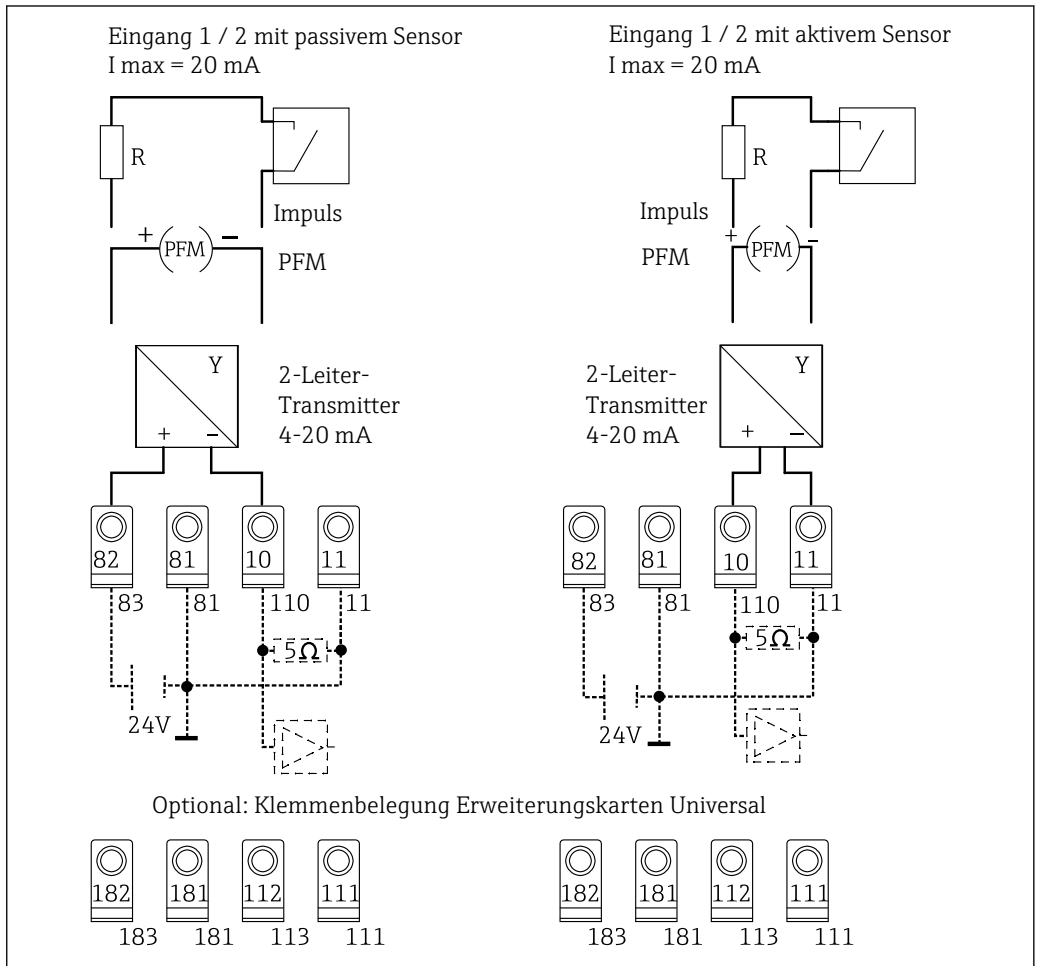 Eingang 1 / 2 mit passivem Sensor
I max = 20 mA
R
Impuls
+ PFM −
PFM
Y
+ −
2-Leiter-
Transmitter
4-20 mA
82 81 10 11
83 81 110 11
5Ω
24V
Eingang 1 / 2 mit aktivem Sensor
I max = 20 mA
R
Impuls
+ PFM -
PFM
Y
+ −
2-Leiter-
Transmitter
4-20 mA
82 81 10 11
83 81 110 11
5Ω
24V
Optional: Klemmenbelegung Erweiterungskarten Universal
182 181 112 111
183 181 113 111
182 181 112 111
183 181 113 111